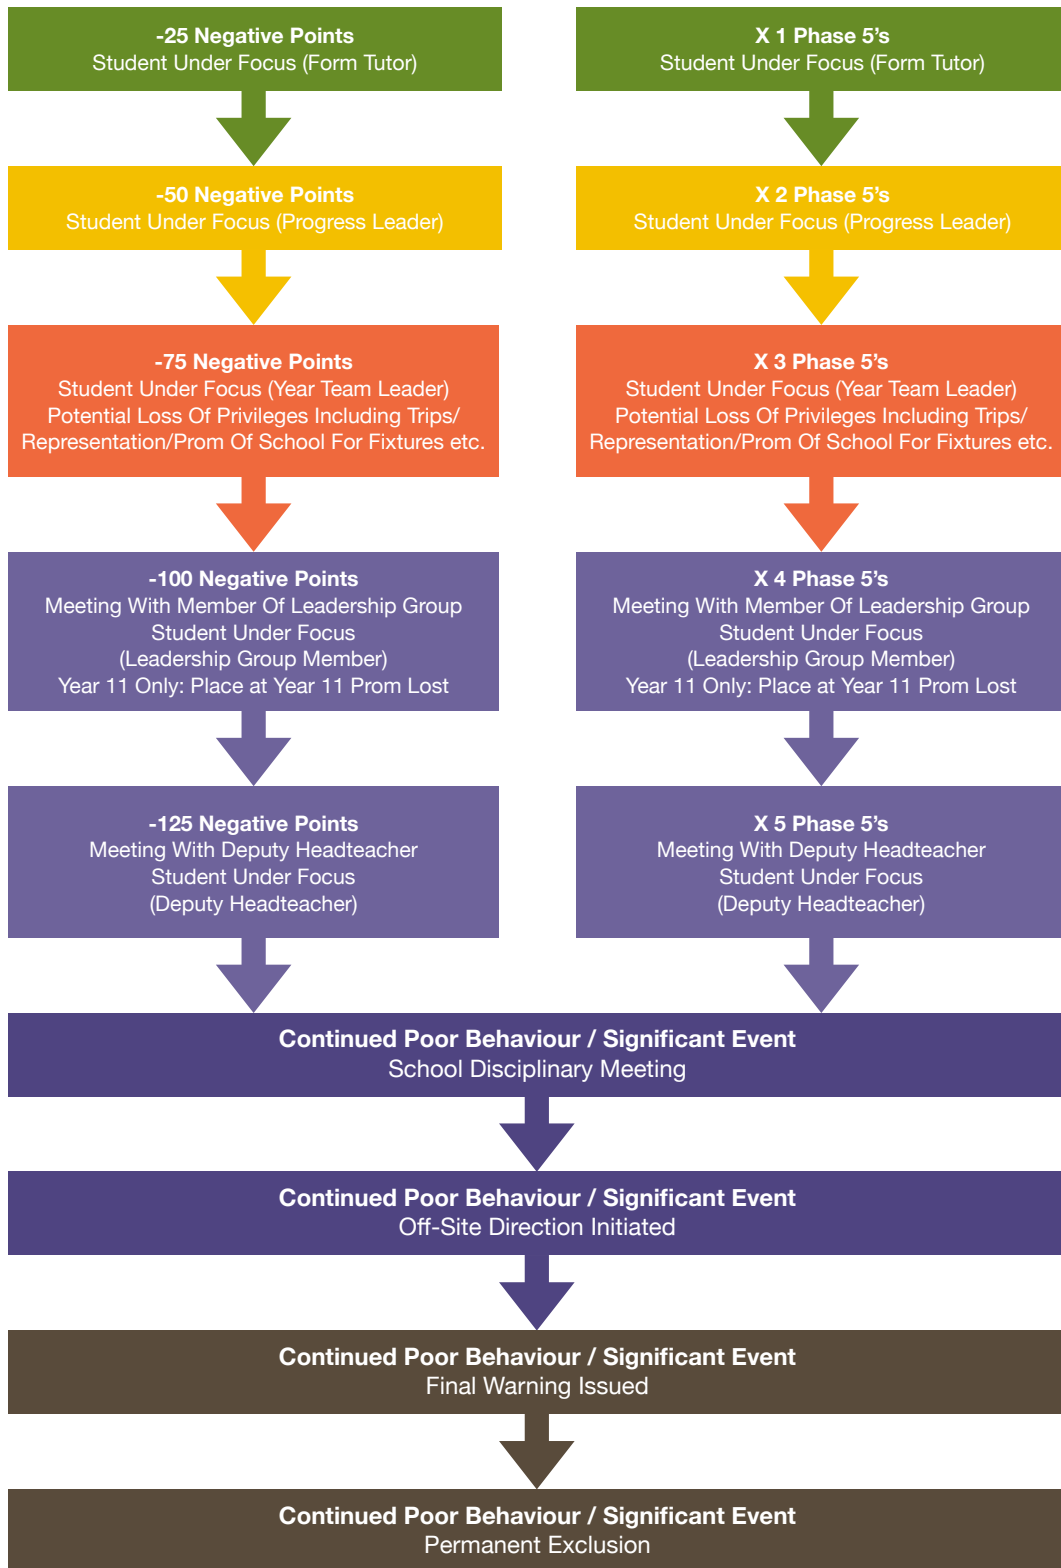 -25 Negative Points
Student Under Focus (Form Tutor)
X 1 Phase 5's
Student Under Focus (Form Tutor)
-50 Negative Points
Student Under Focus (Progress Leader)
X 2 Phase 5's
Student Under Focus (Progress Leader)
-75 Negative Points
Student Under Focus (Year Team Leader)
Potential Loss Of Privileges Including Trips/
Representation/Prom Of School For Fixtures etc.
X 3 Phase 5's
Student Under Focus (Year Team Leader)
Potential Loss Of Privileges Including Trips/
Representation/Prom Of School For Fixtures etc.
-100 Negative Points
Meeting With Member Of Leadership Group
Student Under Focus
(Leadership Group Member)
Year 11 Only: Place at Year 11 Prom Lost
X 4 Phase 5's
Meeting With Member Of Leadership Group
Student Under Focus
(Leadership Group Member)
Year 11 Only: Place at Year 11 Prom Lost
-125 Negative Points
Meeting With Deputy Headteacher
Student Under Focus
(Deputy Headteacher)
X 5 Phase 5's
Meeting With Deputy Headteacher
Student Under Focus
(Deputy Headteacher)
Continued Poor Behaviour / Significant Event
School Disciplinary Meeting
Continued Poor Behaviour / Significant Event
Off-Site Direction Initiated
Continued Poor Behaviour / Significant Event
Final Warning Issued
Continued Poor Behaviour / Significant Event
Permanent Exclusion